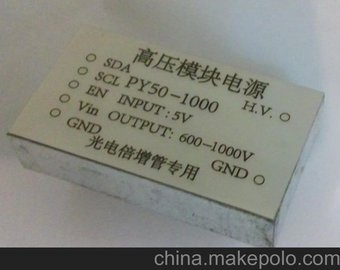 高压模块电源
SDA
SCL PY50-1000 H.V.
EN INPUT: 5V
Vin OUTPUT: 600-1000V
GND GND
光电倍增管专用
china.makepolo.com